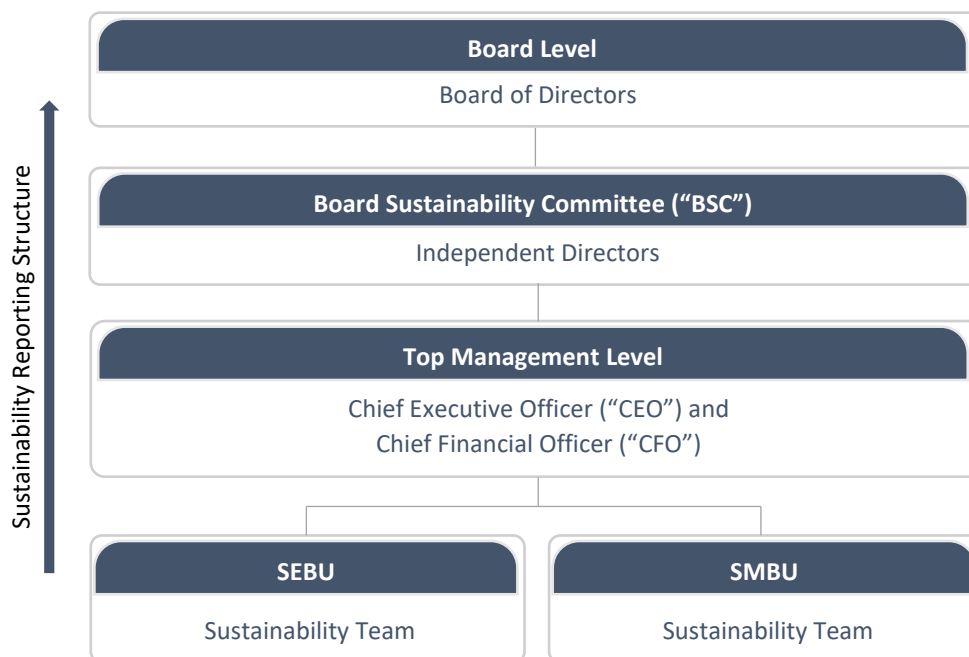 Board Level
Board of Directors
Board Sustainability Committee (“BSC”)
Independent Directors
Top Management Level
Chief Executive Officer (“CEO”) and
Chief Financial Officer (“CFO”)
SEBU
Sustainability Team
SMBU
Sustainability Team
Sustainability Reporting Structure